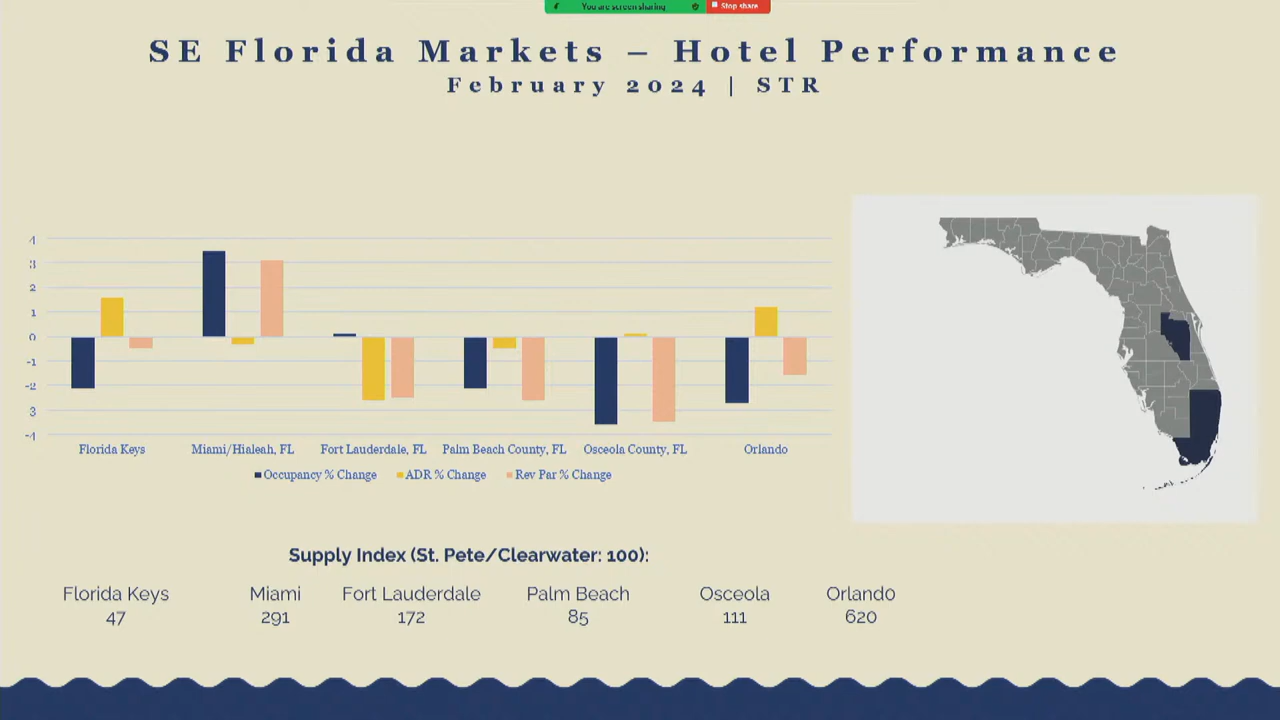 You are screen sharing Stop share
SE Florida Markets – Hotel Performance
February 2024 | STR
4
3
2
1
0
-1
-2
3
-4
Florida Keys Miami/Hialeah, FL Fort Lauderdale, FL Palm Beach County, FL Osceola County, FL Orlando
Occupancy % Change ADR % Change Rev Par % Change
Supply Index (St. Pete/Clearwater: 100):
Florida Keys Miami Fort Lauderdale Palm Beach Osceola Orland0
47 291 172 85 111 620